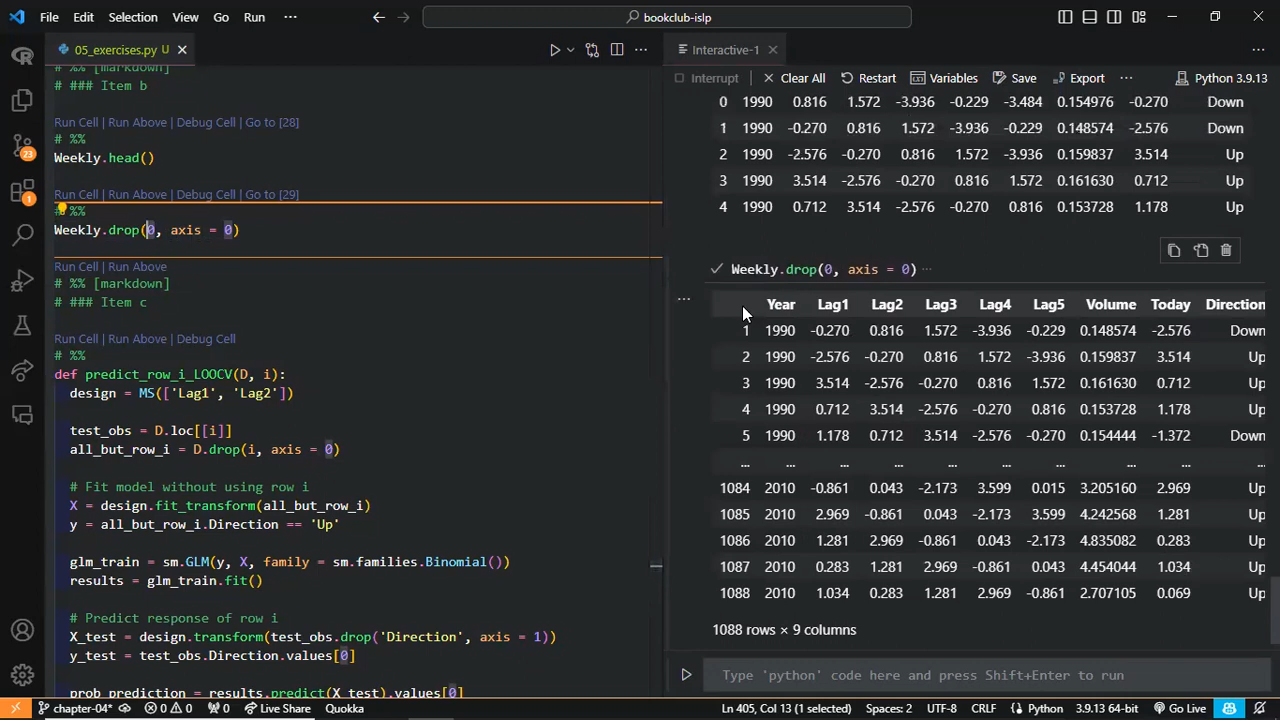 File Edit Selection View Go Run ··· bookclub-islp
05_exercises.py U
Interactive-1
Interrupt Clear All Restart Variables Save Export ··· Python 3.9.13
# %% [markdown]
# ### Item b
Run Cell | Run Above | Debug Cell | Go to [28]
# %%
Weekly.head()
Run Cell | Run Above | Debug Cell | Go to [29]
# %%
Weekly.drop(0, axis = 0)
Run Cell | Run Above
# %% [markdown]
# ### Item c
Run Cell | Run Above | Debug Cell
# %%
def predict_row_i_LOOCV(D, i):
design = MS(['Lag1', 'Lag2'])
test_obs = D.loc[[i]]
all_but_row_i = D.drop(i, axis = 0)
# Fit model without using row i
X = design.fit_transform(all_but_row_i)
y = all_but_row_i.Direction == 'Up'
glm_train = sm.GLM(y, X, family = sm.families.Binomial())
results = glm_train.fit()
# Predict response of row i
X_test = design.transform(test_obs.drop('Direction', axis = 1))
y_test = test_obs.Direction.values[0]
prob_prediction = results.predict(X_test).values[0]
0 1990 0.816 1.572 -3.936 -0.229 -3.484 0.154976 -0.270 Down
1 1990 -0.270 0.816 1.572 -3.936 -0.229 0.148574 -2.576 Down
2 1990 -2.576 -0.270 0.816 1.572 -3.936 0.159837 3.514 Up
3 1990 3.514 -2.576 -0.270 0.816 1.572 0.161630 0.712 Up
4 1990 0.712 3.514 -2.576 -0.270 0.816 0.153728 1.178 Up
Weekly.drop(0, axis = 0) ···
Year Lag1 Lag2 Lag3 Lag4 Lag5 Volume Today Direction
1 1990 -0.270 0.816 1.572 -3.936 -0.229 0.148574 -2.576 Down
2 1990 -2.576 -0.270 0.816 1.572 -3.936 0.159837 3.514 Up
3 1990 3.514 -2.576 -0.270 0.816 1.572 0.161630 0.712 Up
4 1990 0.712 3.514 -2.576 -0.270 0.816 0.153728 1.178 Up
5 1990 1.178 0.712 3.514 -2.576 -0.270 0.154444 -1.372 Down
... ... ... ... ... ... ... ... ... ...
1084 2010 -0.861 0.043 -2.173 3.599 0.015 3.205160 2.969 Up
1085 2010 2.969 -0.861 0.043 -2.173 3.599 4.242568 1.281 Up
1086 2010 1.281 2.969 -0.861 0.043 -2.173 4.835082 0.283 Up
1087 2010 0.283 1.281 2.969 -0.861 0.043 4.454044 1.034 Up
1088 2010 1.034 0.283 1.281 2.969 -0.861 2.707105 0.069 Up
1088 rows × 9 columns
Type 'python' code here and press Shift+Enter to run
23
1
chapter-04* 0 0 0 Live Share Quokka Ln 405, Col 13 (1 selected) Spaces: 2 UTF-8 CRLF Python 3.9.13 64-bit Go Live